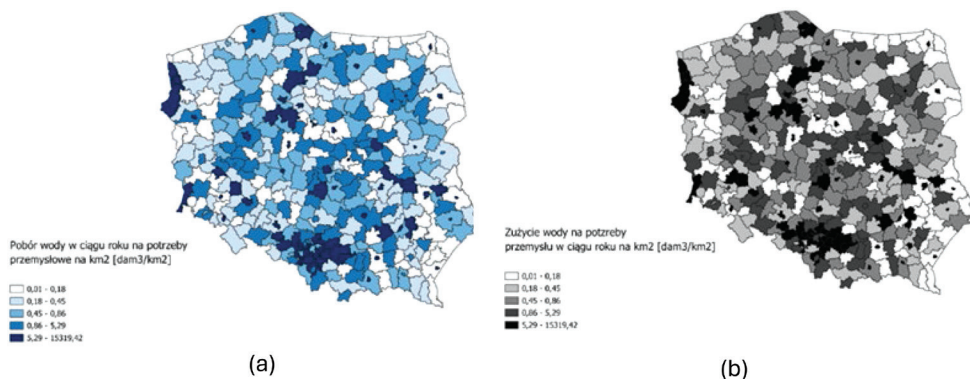 Pobór wody w ciągu roku na potrzeby
przemysłowe na km2 [dam3/km2]
0,01 - 0,18
0,18 - 0,45
0,45 - 0,86
0,86 - 5,29
5,29 - 15319,42
(a)
Zużycie wody na potzreby
przemysłu w ciągu roku na km2 [dam3/km2]
0,01 - 0,18
0,18 - 0,45
0,45 - 0,86
0,86 - 5,29
5,29 - 15319,42
(b)